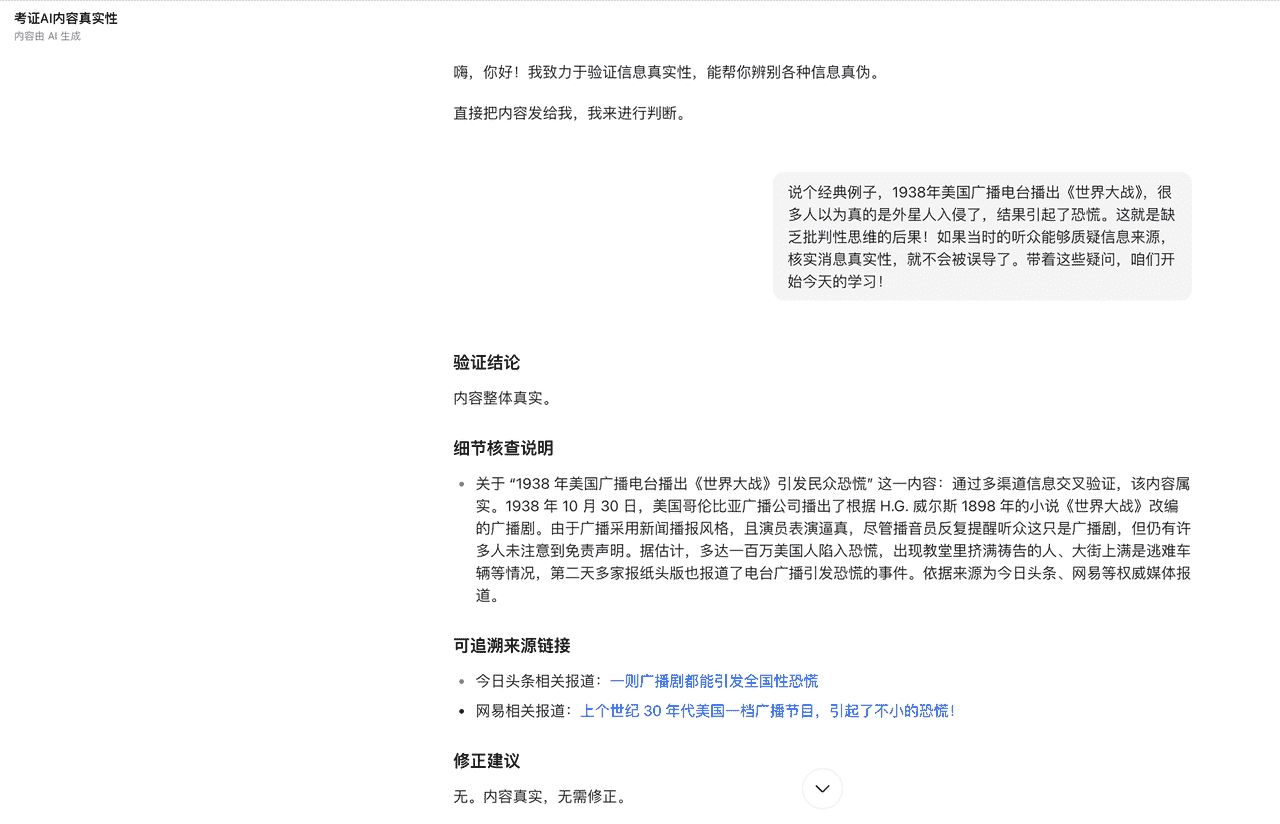 考证AI内容真实性
内容由 AI 生成
嗨，你好！我致力于验证信息真实性，能帮你辨别各种信息真伪。
直接把内容发给我，我来进行判断。
说个经典例子，1938年美国广播电台播出《世界大战》，很
多人以为真的是外星人入侵了，结果引起了恐慌。这就是缺
乏批判性思维的后果！如果当时的听众能够质疑信息来源，
核实消息真实性，就不会被误导了。带着这些疑问，咱们开
始今天的学习！
验证结论
内容整体真实。
细节核查说明
关于 “1938 年美国广播电台播出《世界大战》引发民众恐慌” 这一内容：通过多渠道信息交叉验证，该内容属
实。1938 年 10 月 30 日，美国哥伦比亚广播公司播出了根据 H.G. 威尔斯 1898 年的小说《世界大战》改编
的广播剧。由于广播采用新闻播报风格，且演员表演逼真，尽管播音员反复提醒听众这只是广播剧，但仍有许
多人未注意到免责声明。据估计，多达一百万美国人陷入恐慌，出现教堂里挤满祷告的人、大街上满是逃难车
辆等情况，第二天多家报纸头版也报道了电台广播引发恐慌的事件。依据来源为今日头条、网易等权威媒体报
道。
可追溯来源链接
今日头条相关报道：一则广播剧都能引发全国性恐慌
网易相关报道：上个世纪 30 年代美国一档广播节目，引起了不小的恐慌！
修正建议
无。内容真实，无需修正。